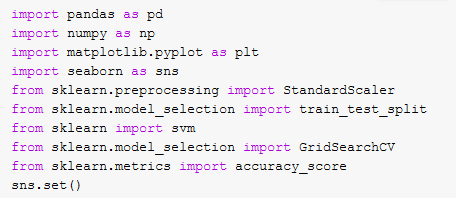 import pandas as pd
import numpy as np
import matplotlib.pyplot as plt
import seaborn as sns
from sklearn.preprocessing import StandardScaler
from sklearn.model_selection import train_test_split
from sklearn import svm
from sklearn.model_selection import GridSearchCV
from sklearn.metrics import accuracy_score
sns.set()